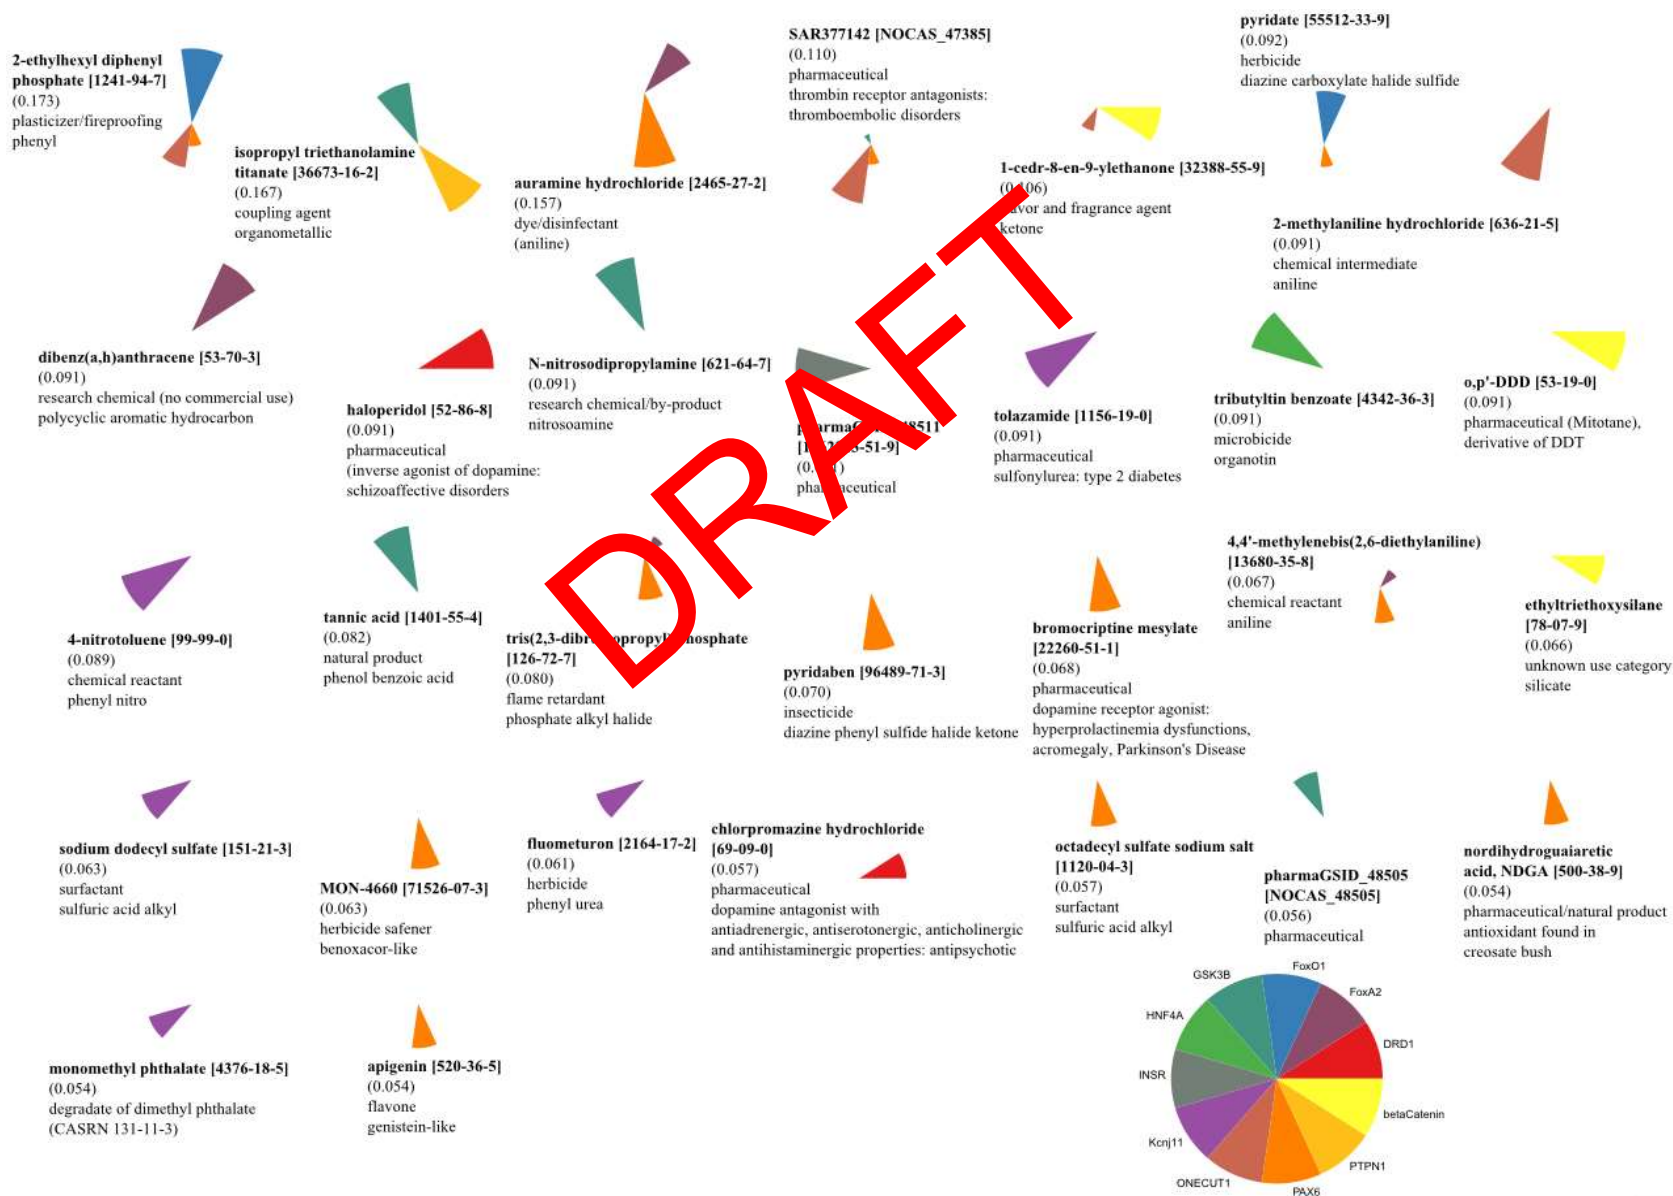 2-ethylhexyl diphenyl
phosphate [1241-94-7]
(0.173)
plasticizer/fireproofing
phenyl
isopropyl triethanolamine
titanate [36673-16-2]
(0.167)
coupling agent
organometallic
auramine hydrochloride [2465-27-2]
(0.157)
dye/disinfectant
(aniline)
SAR377142 [NOCAS_47385]
(0.110)
pharmaceutical
thrombin receptor antagonists:
thromboembolic disorders
1-cedr-8-en-9-ylethanone [32388-55-9]
(0.106)
flavor and fragrance agent
ketone
pyridate [55512-33-9]
(0.092)
herbicide
diazine carboxylate halide sulfide
2-methylaniline hydrochloride [636-21-5]
(0.091)
chemical intermediate
aniline
dibenz(a,h)anthracene [53-70-3]
(0.091)
research chemical (no commercial use)
polycyclic aromatic hydrocarbon
haloperidol [52-86-8]
(0.091)
pharmaceutical
(inverse agonist of dopamine:
schizoaffective disorders
N-nitrosodipropylamine [621-64-7]
(0.091)
research chemical/by-product
nitrosoamine
pharmaceutical
tolazamide [1156-19-0]
(0.091)
pharmaceutical
sulfonylurea: type 2 diabetes
tributyltin benzoate [4342-36-3]
(0.091)
microbicide
organotin
o,p'-DDD [53-19-0]
(0.091)
pharmaceutical (Mitotane),
derivative of DDT
DRAFT
4-nitrotoluene [99-99-0]
(0.089)
chemical reactant
phenyl nitro
tannic acid [1401-55-4]
(0.082)
natural product
phenol benzoic acid
tris(2,3-dibromopropyl)phosphate
[126-72-7]
(0.080)
flame retardant
phosphate alkyl halide
pyridaben [96489-71-3]
(0.070)
insecticide
diazine phenyl sulfide halide ketone
bromocriptine mesylate
[22260-51-1]
(0.068)
pharmaceutical
dopamine receptor agonist:
hyperprolactinemia dysfunctions,
acromegaly, Parkinson's Disease
4,4'-methylenebis(2,6-diethylaniline)
[13680-35-8]
(0.067)
chemical reactant
aniline
ethyltriethoxysilane
[78-07-9]
(0.066)
unknown use category
silicate
sodium dodecyl sulfate [151-21-3]
(0.063)
surfactant
sulfuric acid alkyl
MON-4660 [71526-07-3]
(0.063)
herbicide safener
benoxacor-like
fluometuron [2164-17-2]
(0.061)
herbicide
phenyl urea
chlorpromazine hydrochloride
[69-09-0]
(0.057)
pharmaceutical
dopamine antagonist with
antiadrenergic, antiserotonergic, anticholinergic
and antihistaminergic properties: antipsychotic
octadecyl sulfate sodium salt
[1120-04-3]
(0.057)
surfactant
sulfuric acid alkyl
pharmaGSID_48505
[NOCAS_48505]
(0.056)
pharmaceutical
nordihydroguaiaretic
acid, NDGA [500-38-9]
(0.054)
pharmaceutical/natural product
antioxidant found in
creosate bush
monomethyl phthalate [4376-18-5]
(0.054)
degradate of dimethyl phthalate
(CASRN 131-11-3)
apigenin [520-36-5]
(0.054)
flavone
genistein-like
FoxO1
GSK3B
FoxA2
HNF4A
DRD1
INSR
betaCatenin
Kcnj11
PTPN1
ONECUT1
PAX6